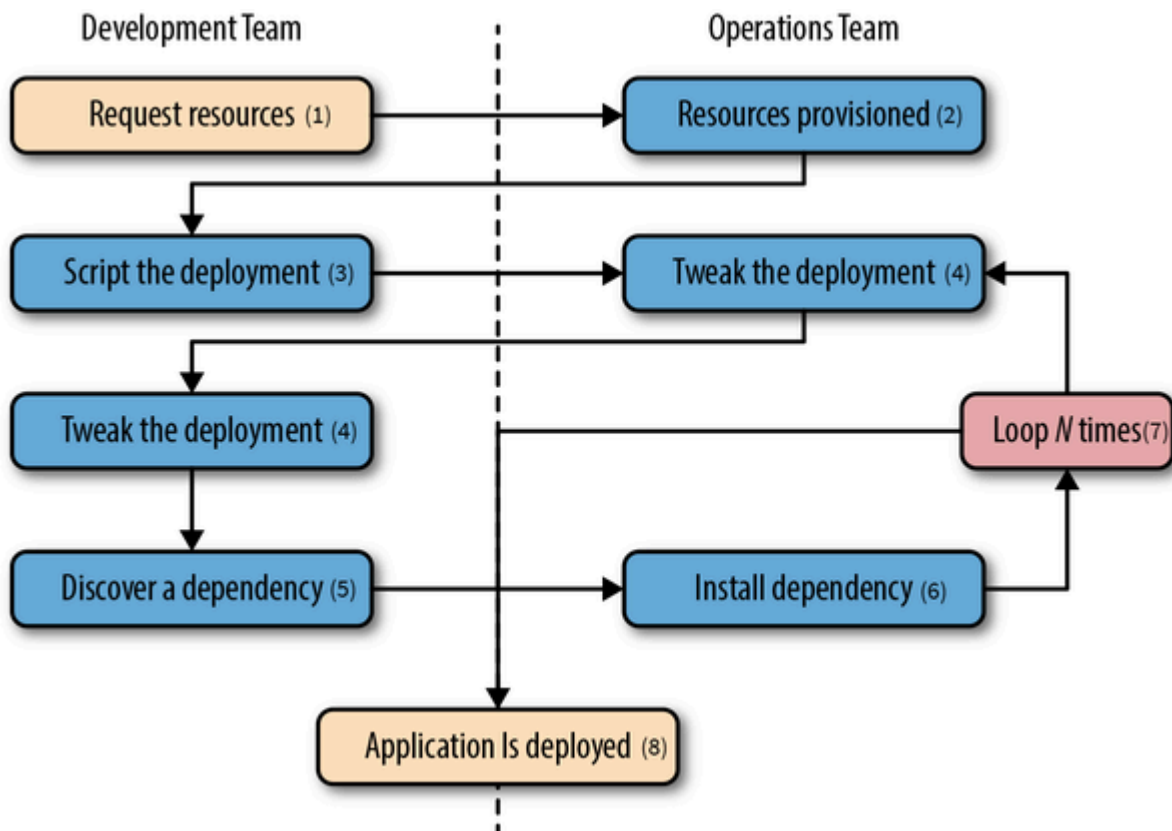 Development Team
Operations Team
Request resources (1)
Resources provisioned (2)
Script the deployment (3)
Tweak the deployment (4)
Tweak the deployment (4)
Loop N times(7)
Discover a dependency (5)
Install dependency (6)
Application Is deployed (8)